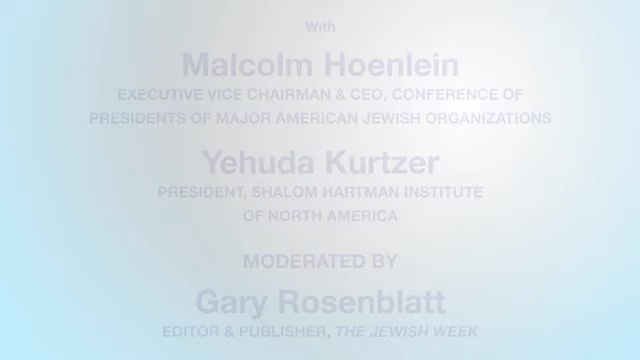 With
Malcolm Hoenlein
EXECUTIVE VICE CHAIRMAN & CEO, CONFERENCE OF
PRESIDENTS OF MAJOR AMERICAN JEWISH ORGANIZATIONS
Yehuda Kurtzer
PRESIDENT, SHALOM HARTMAN INSTITUTE
OF NORTH AMERICA
MODERATED BY
Gary Rosenblatt
EDITOR & PUBLISHER, THE JEWISH WEEK